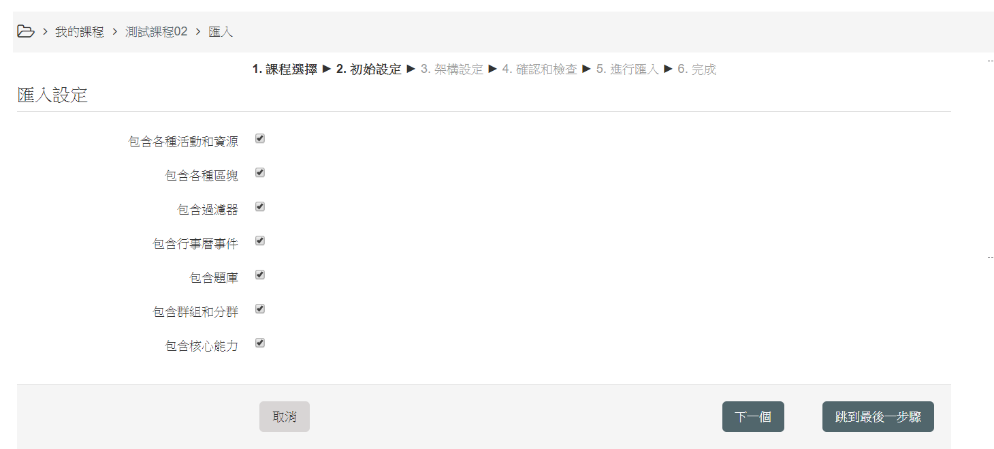 > 我的課程 > 測試課程02 > 匯入
1. 課程選擇 ► 2. 初始設定 ► 3. 架構設定 ► 4. 確認和檢查 ► 5. 進行匯入 ► 6. 完成
匯入設定
包含各種活動和資源
包含各種區塊
包含過濾器
包含行事曆事件
包含題庫
包含群組和分群
包含核心能力
取消 下一個 跳到最後一步驟